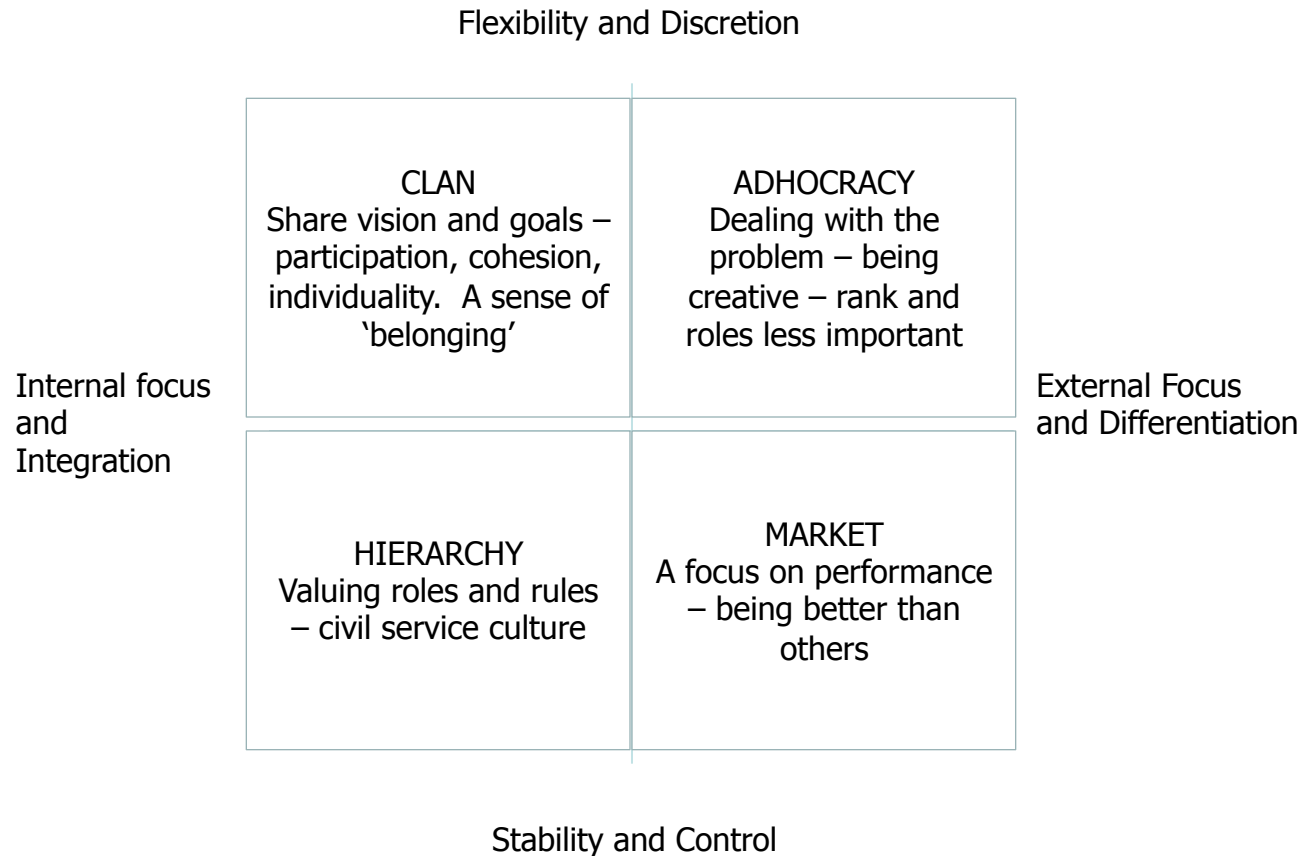 Flexibility and Discretion
CLAN
Share vision and goals –
participation, cohesion,
individuality.  A sense of
‘belonging’
ADHOCRACY
Dealing with the
problem – being
creative – rank and
roles less important
Internal focus
and
Integration
External Focus
and Differentiation
HIERARCHY
Valuing roles and rules
– civil service culture
MARKET
A focus on performance
– being better than
others
Stability and Control